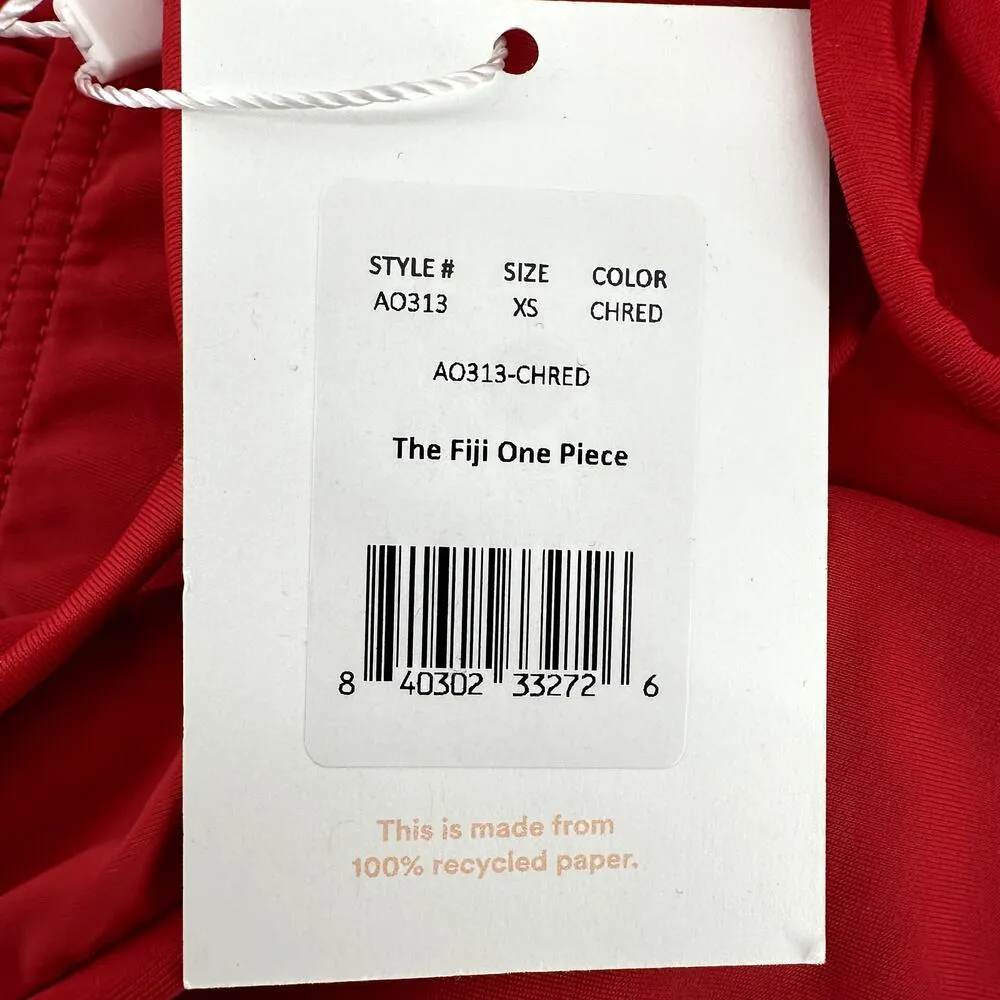 STYLE # SIZE COLOR
AO313 XS CHRED
AO313-CHRED
The Fiji One Piece
8 40302 33272 6
This is made from
100% recycled paper.